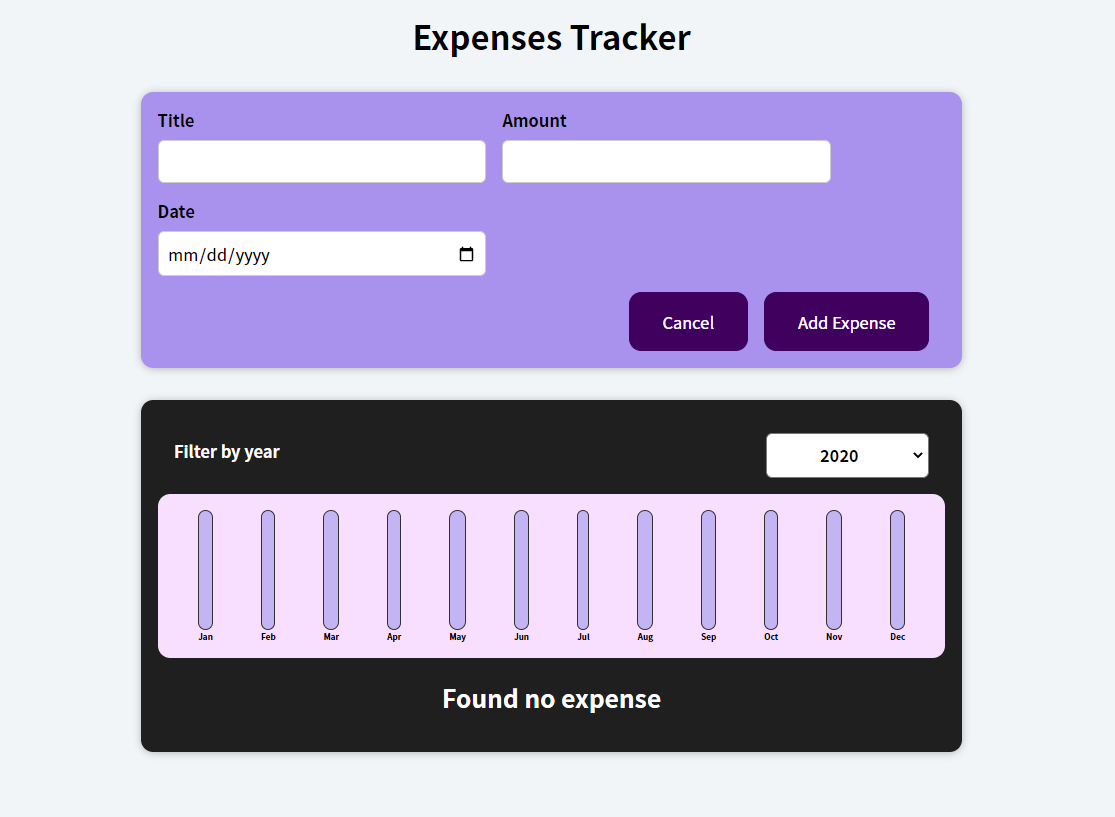 Expenses Tracker
Title Amount
Date
mm/dd/yyyy
Cancel Add Expense
Filter by year 2020
Jan Feb Mar Apr May Jun Jul Aug Sep Oct Nov Dec
Found no expense